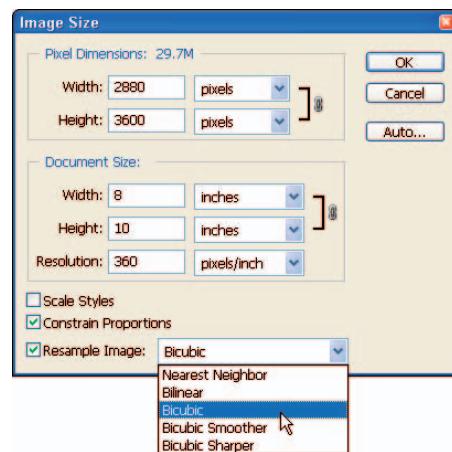 Image Size
Pixel Dimensions: 29.7M
Width: 2880 pixels
Height: 3600 pixels
Document Size:
Width: 8 inches
Height: 10 inches
Resolution: 360 pixels/inch
Scale Styles
Constrain Proportions
Resample Image: Bicubic
Nearest Neighbor
Bilinear
Bicubic
Bicubic Smoother
Bicubic Sharper
OK
Cancel
Auto...